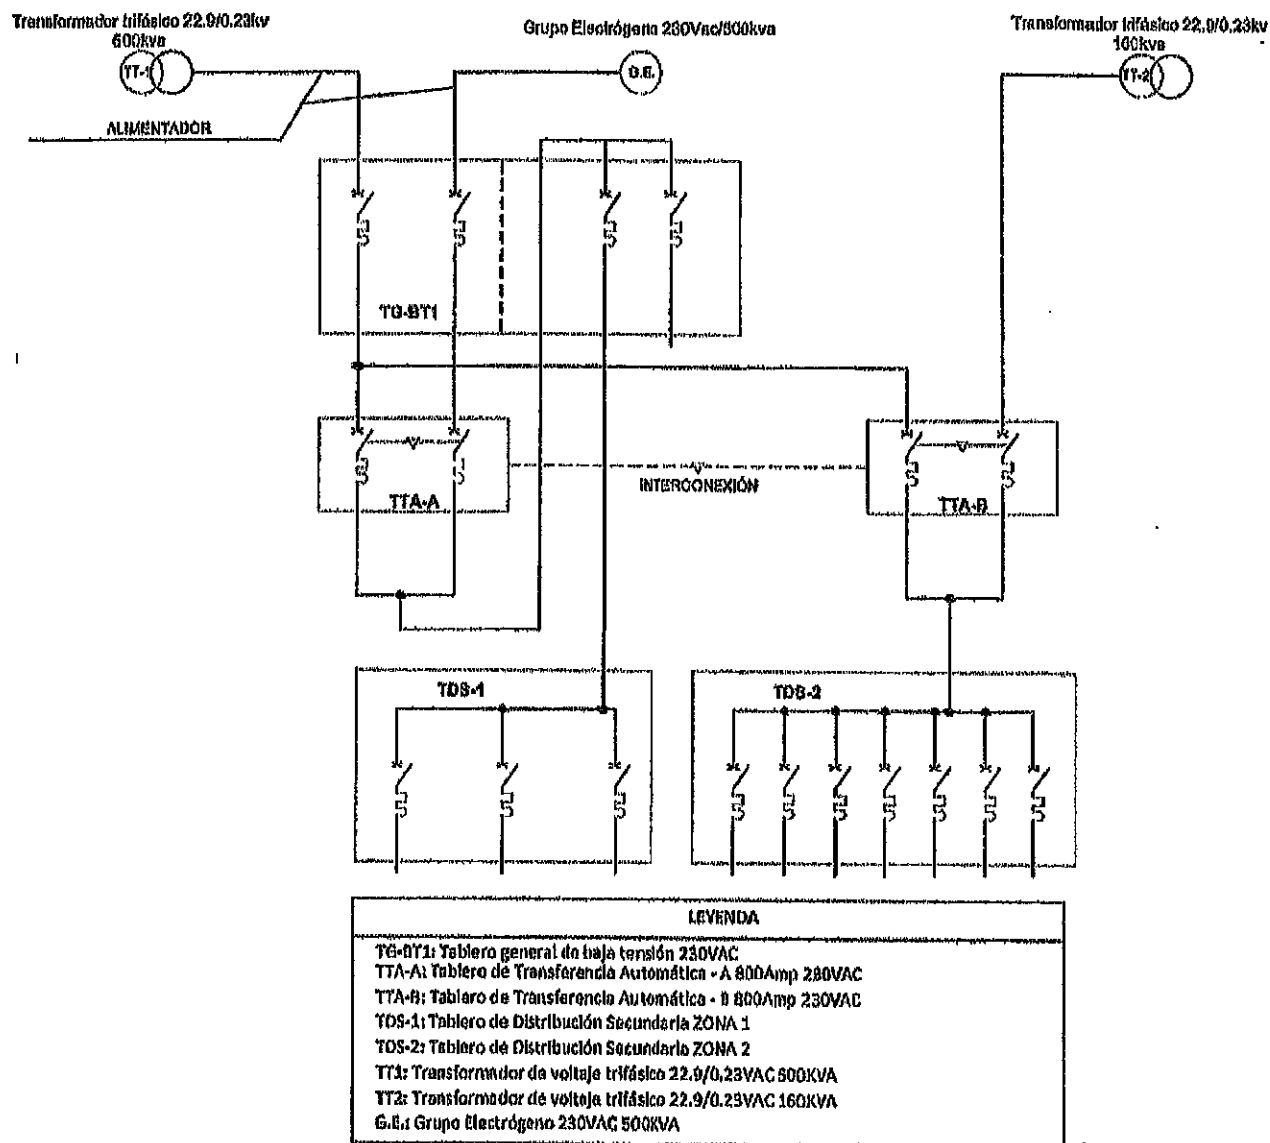 Transformador trifásico 22.9/0.23kv
500kva
Grupo Electrógeno 230Vac/500kva
Transformador trifásico 22.9/0.23kv
160kva
TT-1
G.E.
TT-2
ALIMENTADOR
TG-BT1
TTA-A
INTERCONEXIÓN
TTA-B
TDS-1
TDS-2
LEYENDA
TG-BT1: Tablero general de baja tensión 230VAC
TTA-A: Tablero de Transferencia Automática - A 800Amp 230VAC
TTA-B: Tablero de Transferencia Automática - B 800Amp 230VAC
TDS-1: Tablero de Distribución Secundaria ZONA 1
TDS-2: Tablero de Distribución Secundario ZONA 2
TT1: Transformador de voltaje trifásico 22.9/0.23VAC 500KVA
TT2: Transformador de voltaje trifásico 22.9/0.23VAC 160KVA
G.E.: Grupo Electrógeno 230VAC 500KVA